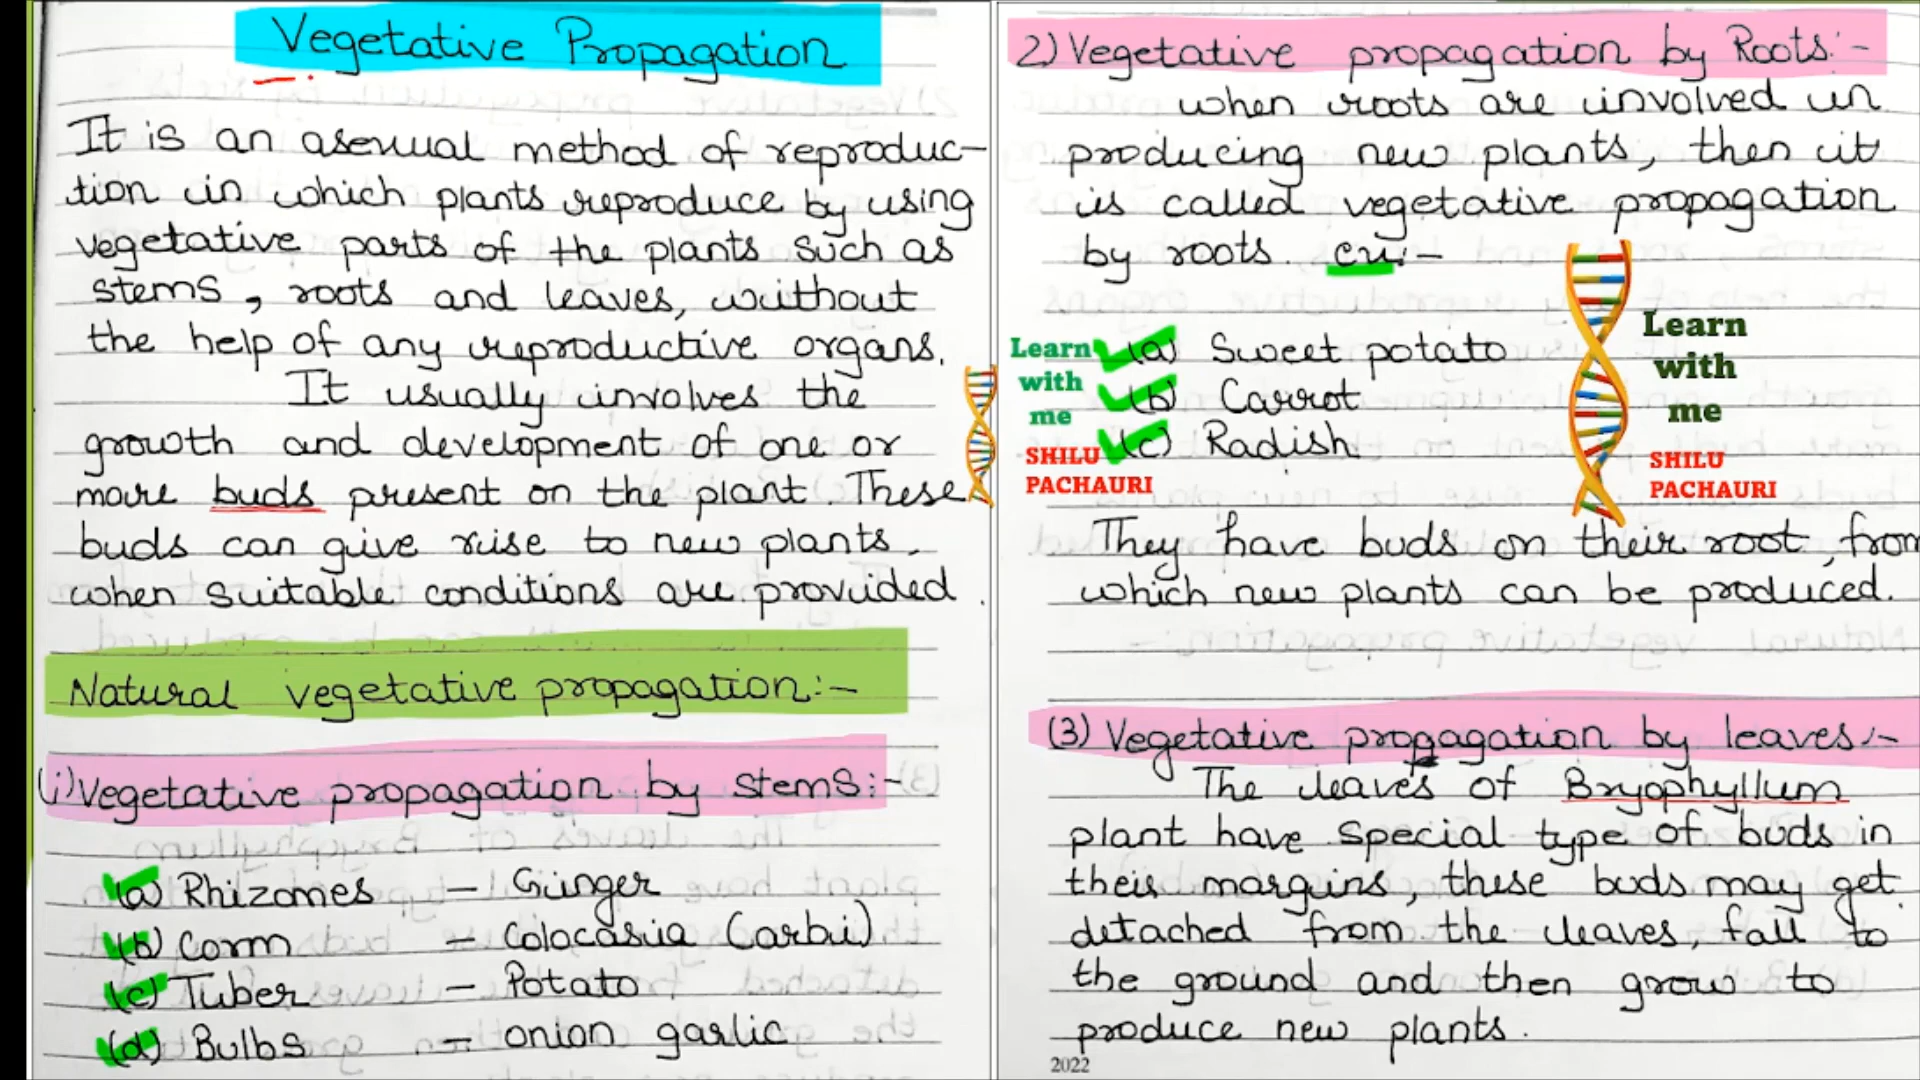 Vegetative Propagation
It is an asexual method of reproduc-
tion in which plants reproduce by using
vegetative parts of the plants such as
stems, roots and leaves, without
the help of any reproductive organs.
It usually involves the
growth and development of one or
more buds present on the plant. These
buds can give rise to new plants,
when suitable conditions are provided.
Natural vegetative propagation:-
(i) Vegetative propagation by stems:-
(a) Rhizomes - Ginger
(b) Corm - Colacasia (arbi)
(c) Tuber - Potato
(d) Bulbs - onion garlic
2) Vegetative propagation by Roots:-
when roots are involved in
producing new plants, then it
is called vegetative propagation
by roots. ex:-
(a) Sweet potato
(b) Carrot
(c) Radish
Learn
with
me
SHILU
PACHAURI
Learn
with
me
SHILU
PACHAURI
They have buds on their root, from
which new plants can be produced.
(3) Vegetative propagation by leaves:-
The leaves of Bryophyllum
plant have special type of buds in
their margins, these buds may get
detached from the leaves, fall to
the ground and then grow to
produce new plants.
2022